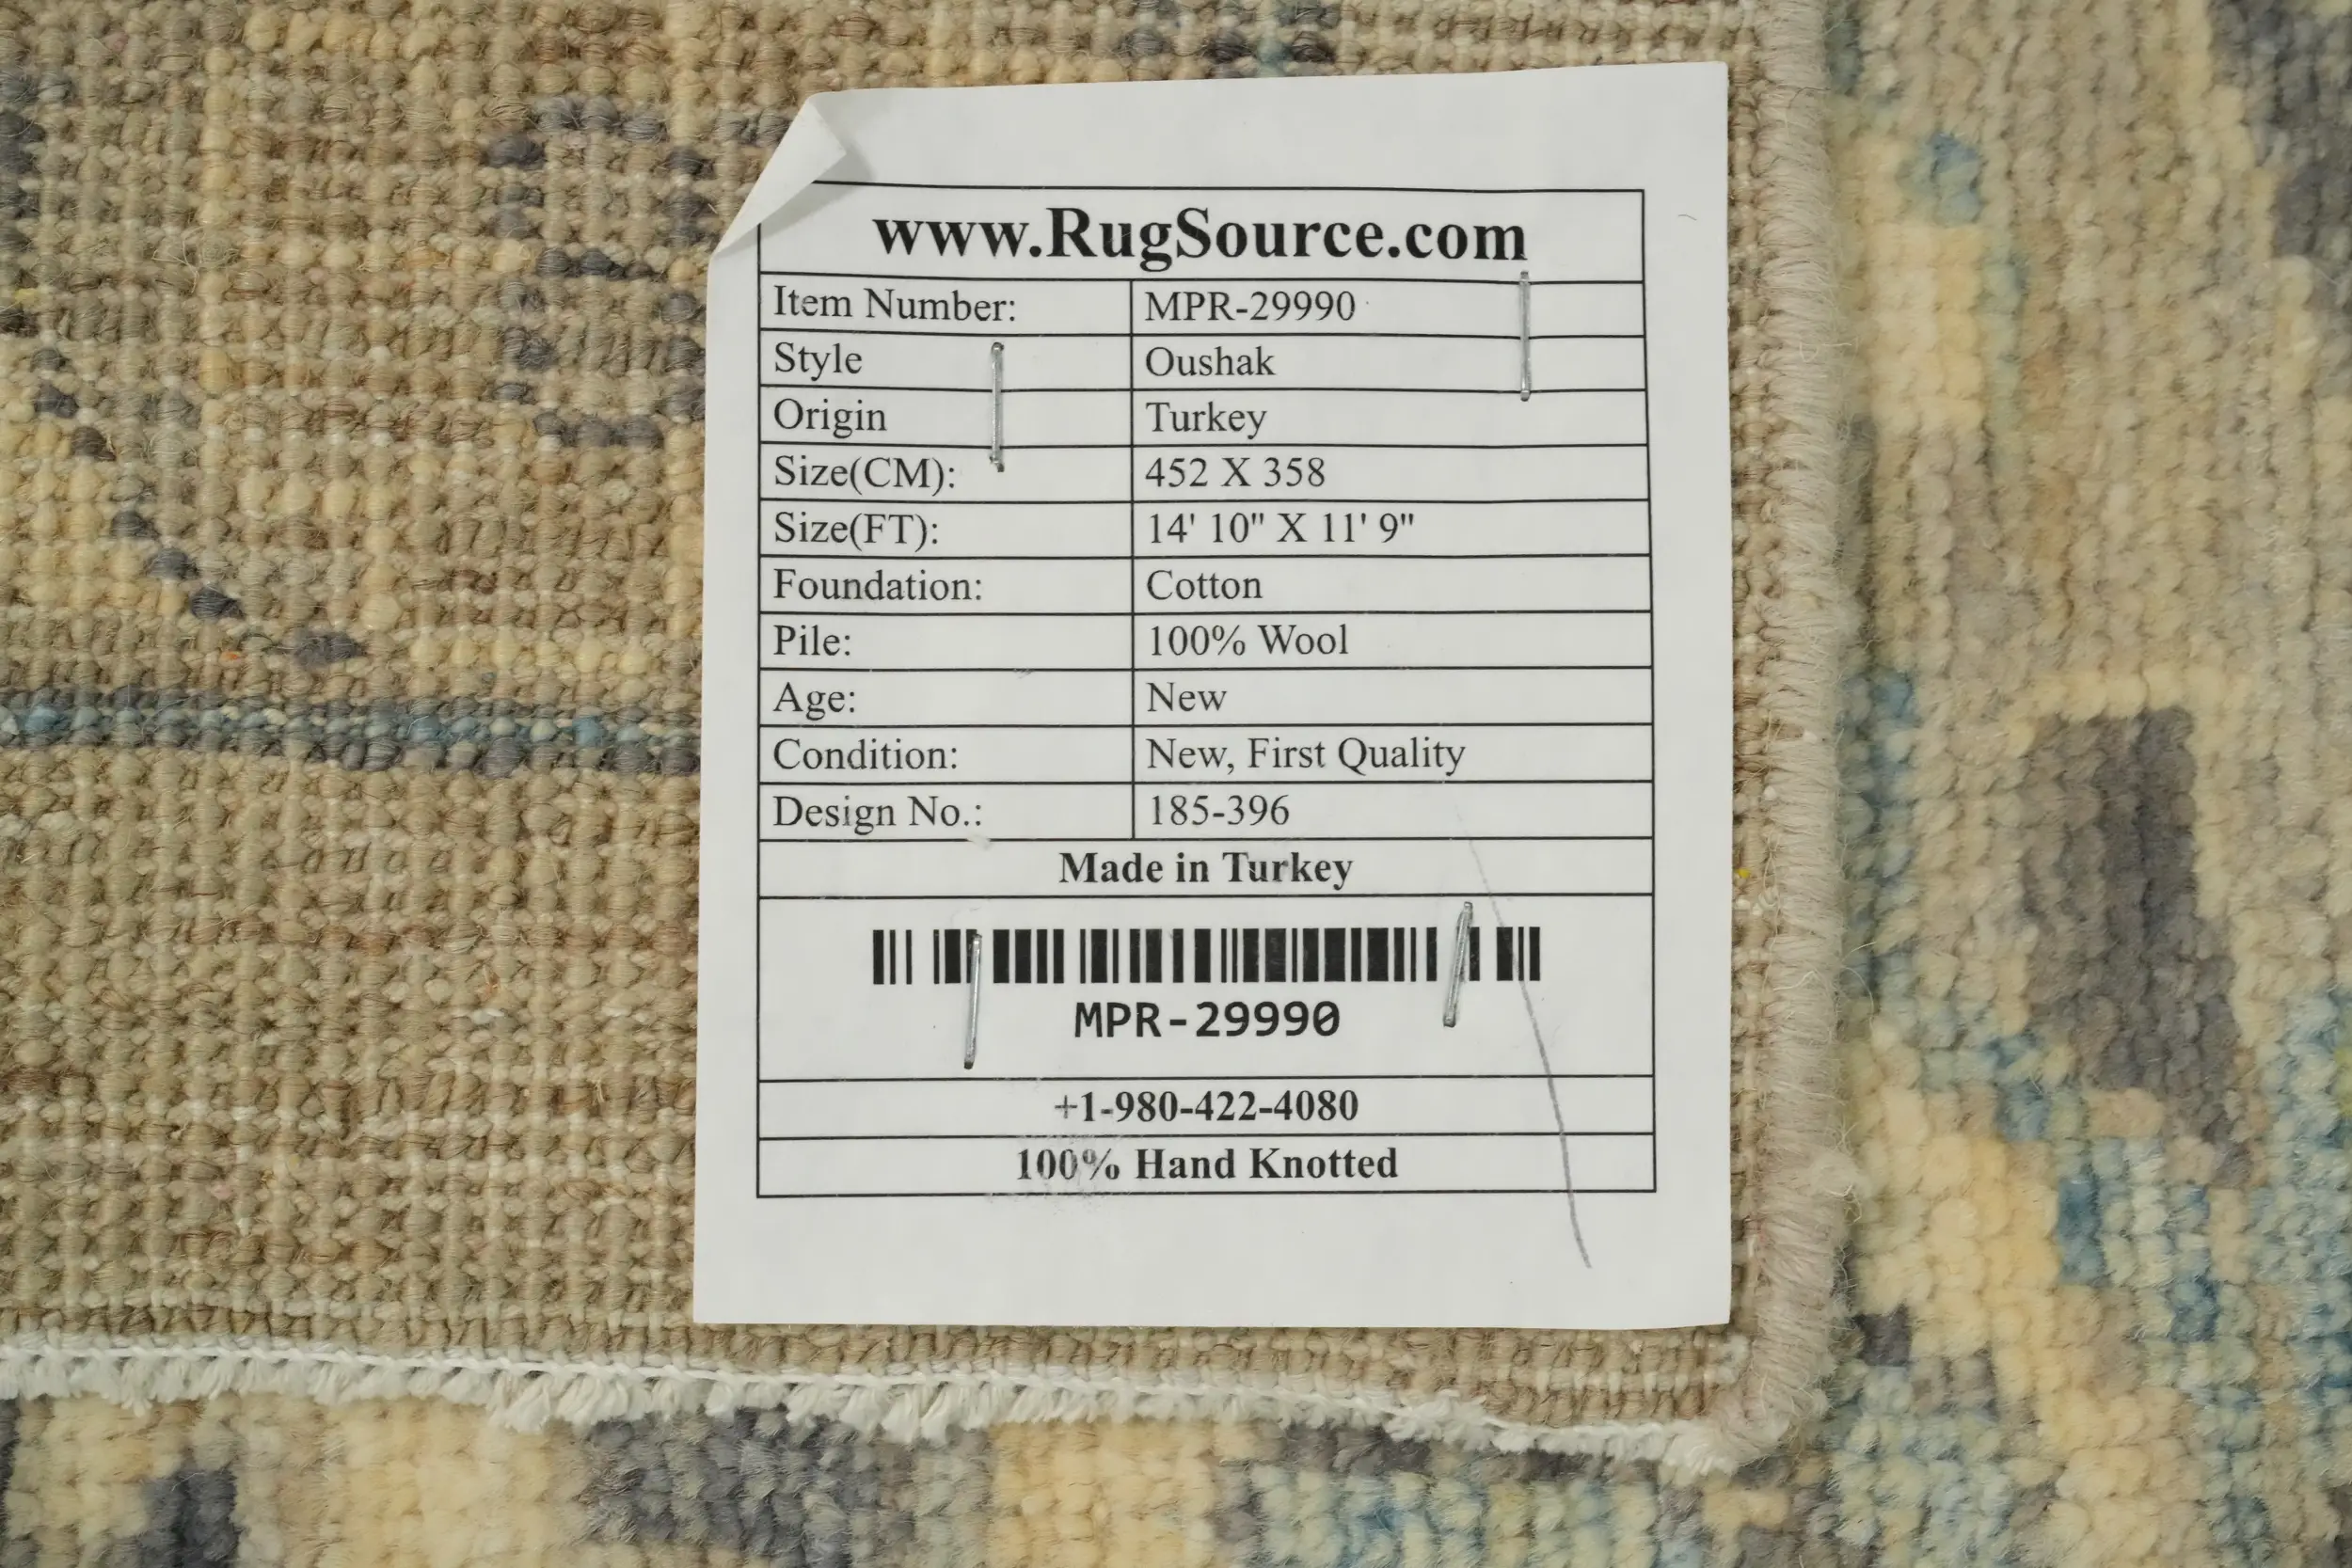 www.RugSource.com
Item Number: MPR-29990
Style Oushak
Origin Turkey
Size(CM): 452 X 358
Size(FT): 14' 10" X 11' 9"
Foundation: Cotton
Pile: 100% Wool
Age: New
Condition: New, First Quality
Design No.: 185-396
Made in Turkey
MPR-29990
+1-980-422-4080
100% Hand Knotted